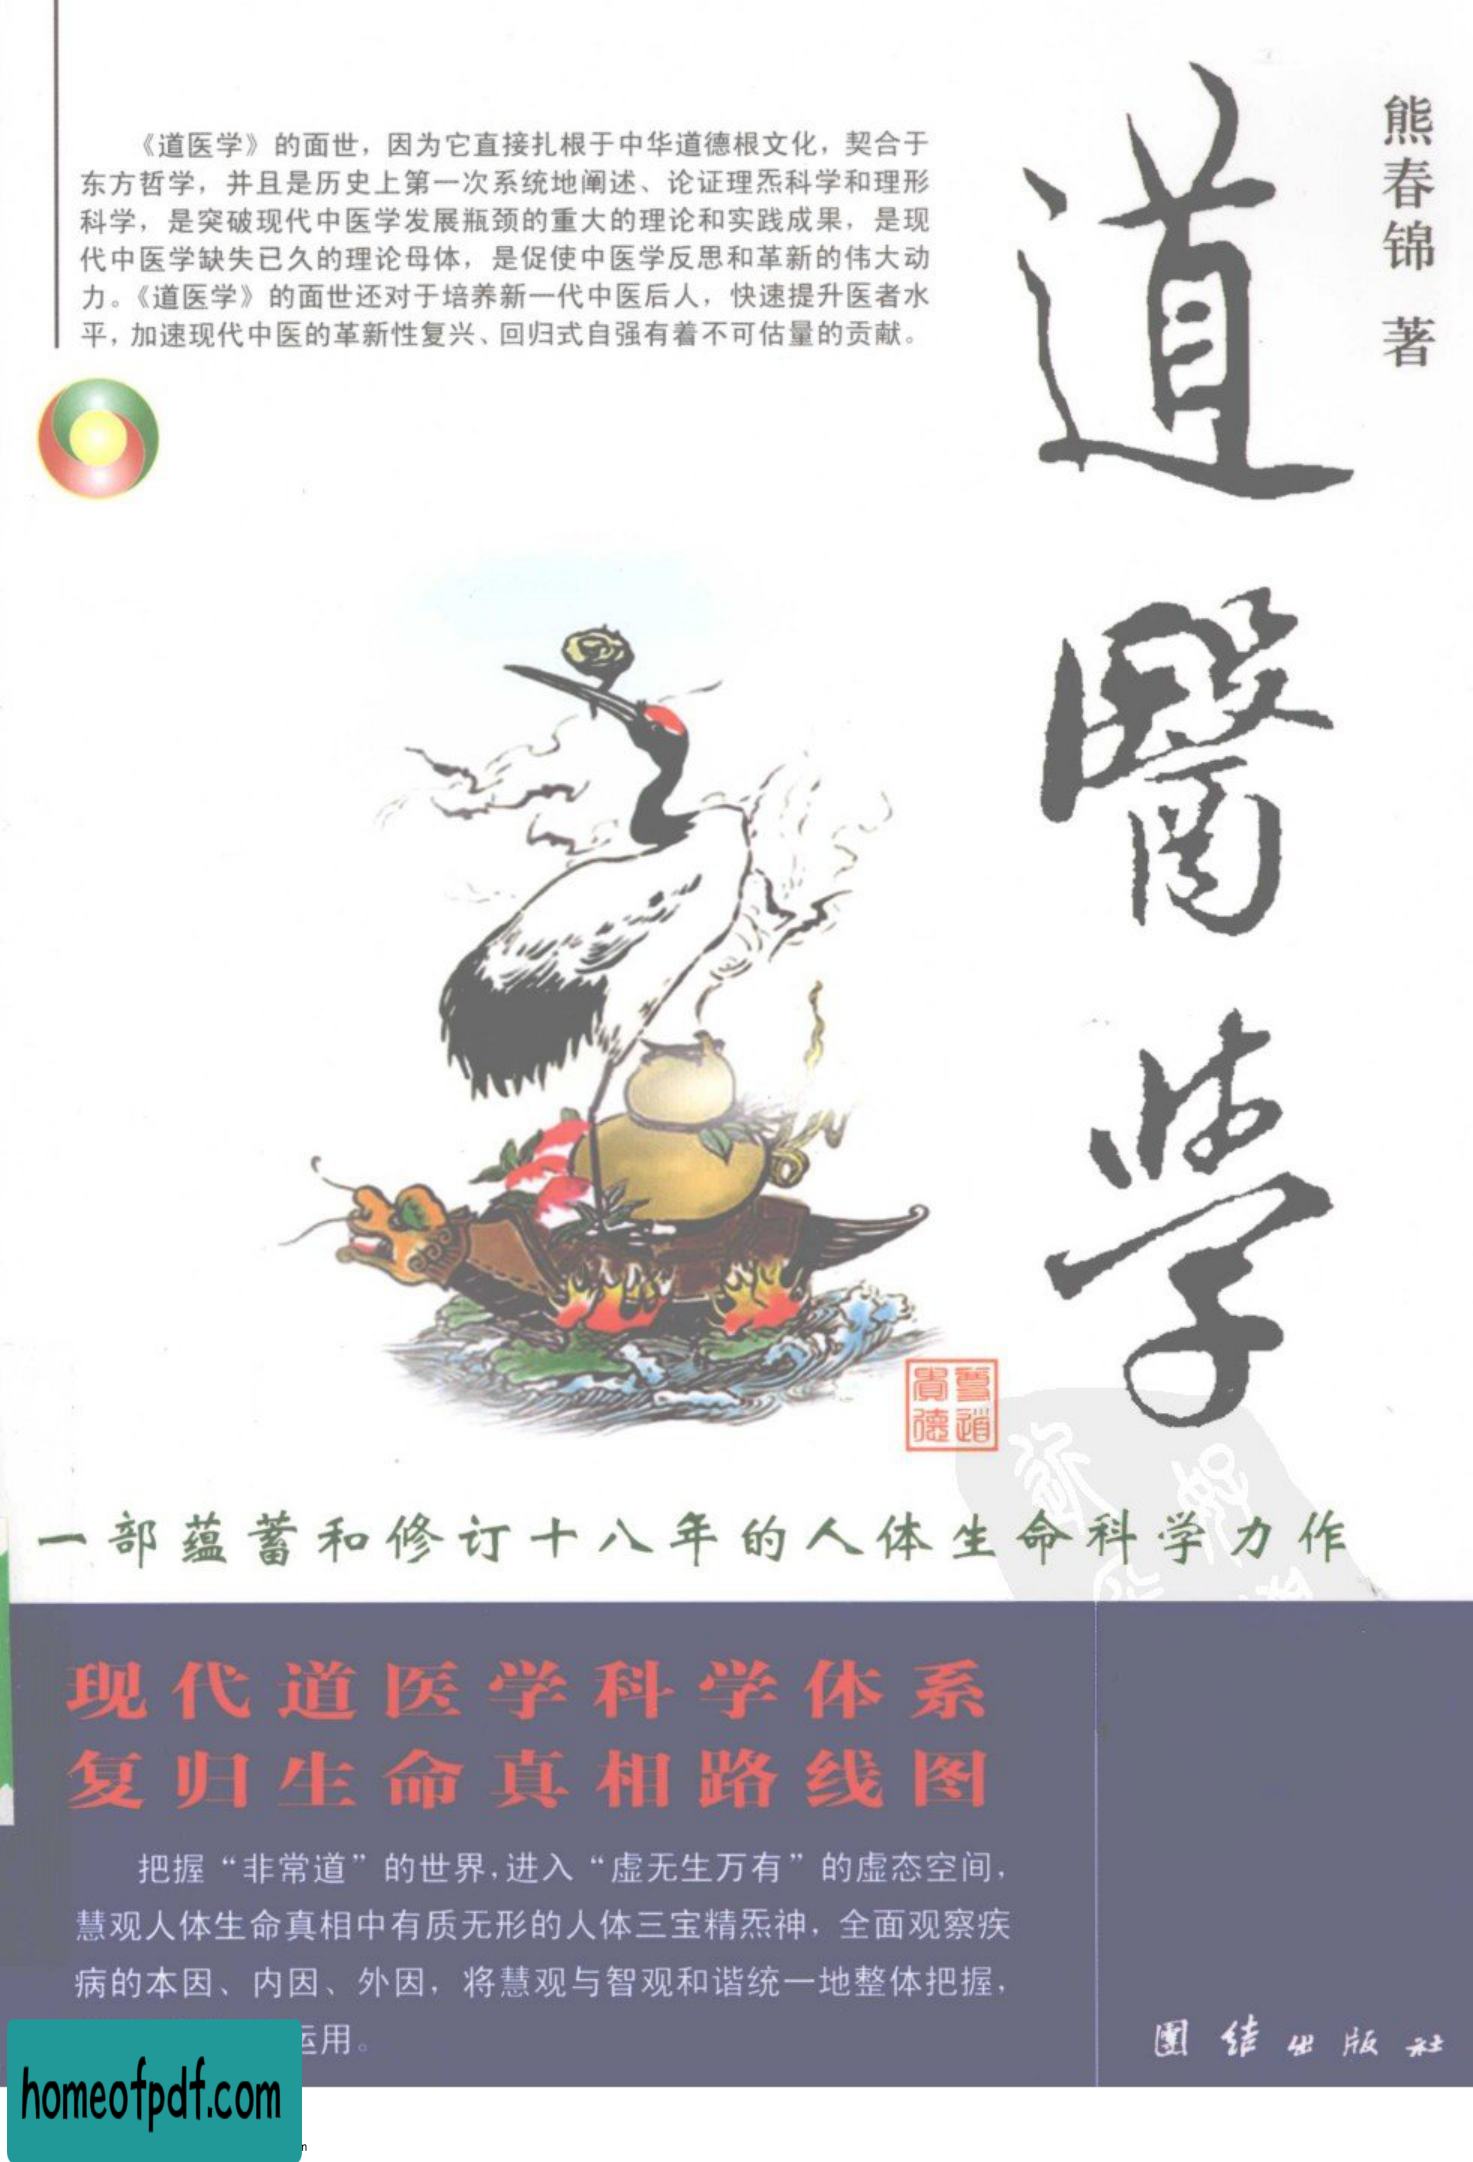 熊春锦 著
道醫学
《道医学》的面世，因为它直接扎根于中华道德根文化，契合于
东方哲学，并且是历史上第一次系统地阐述、论证理炁科学和理形
科学，是突破现代中医学发展瓶颈的重大的理论和实践成果，是现
代中医学缺失已久的理论母体，是促使中医学反思和革新的伟大动
力。《道医学》的面世还对于培养新一代中医后人，快速提升医者水
平，加速现代中医的革新性复兴、回归式自强有着不可估量的贡献。
尊道
貴德
一部蕴蓄和修订十八年的人体生命科学力作
现代道医学科学体系
复归生命真相路线图
把握“非常道”的世界，进入“虚无生万有”的虚态空间，
慧观人体生命真相中有质无形的人体三宝精炁神，全面观察疾
病的本因、内因、外因，将慧观与智观和谐统一地整体把握，
运用。
團结出版社
homeofpdf.com